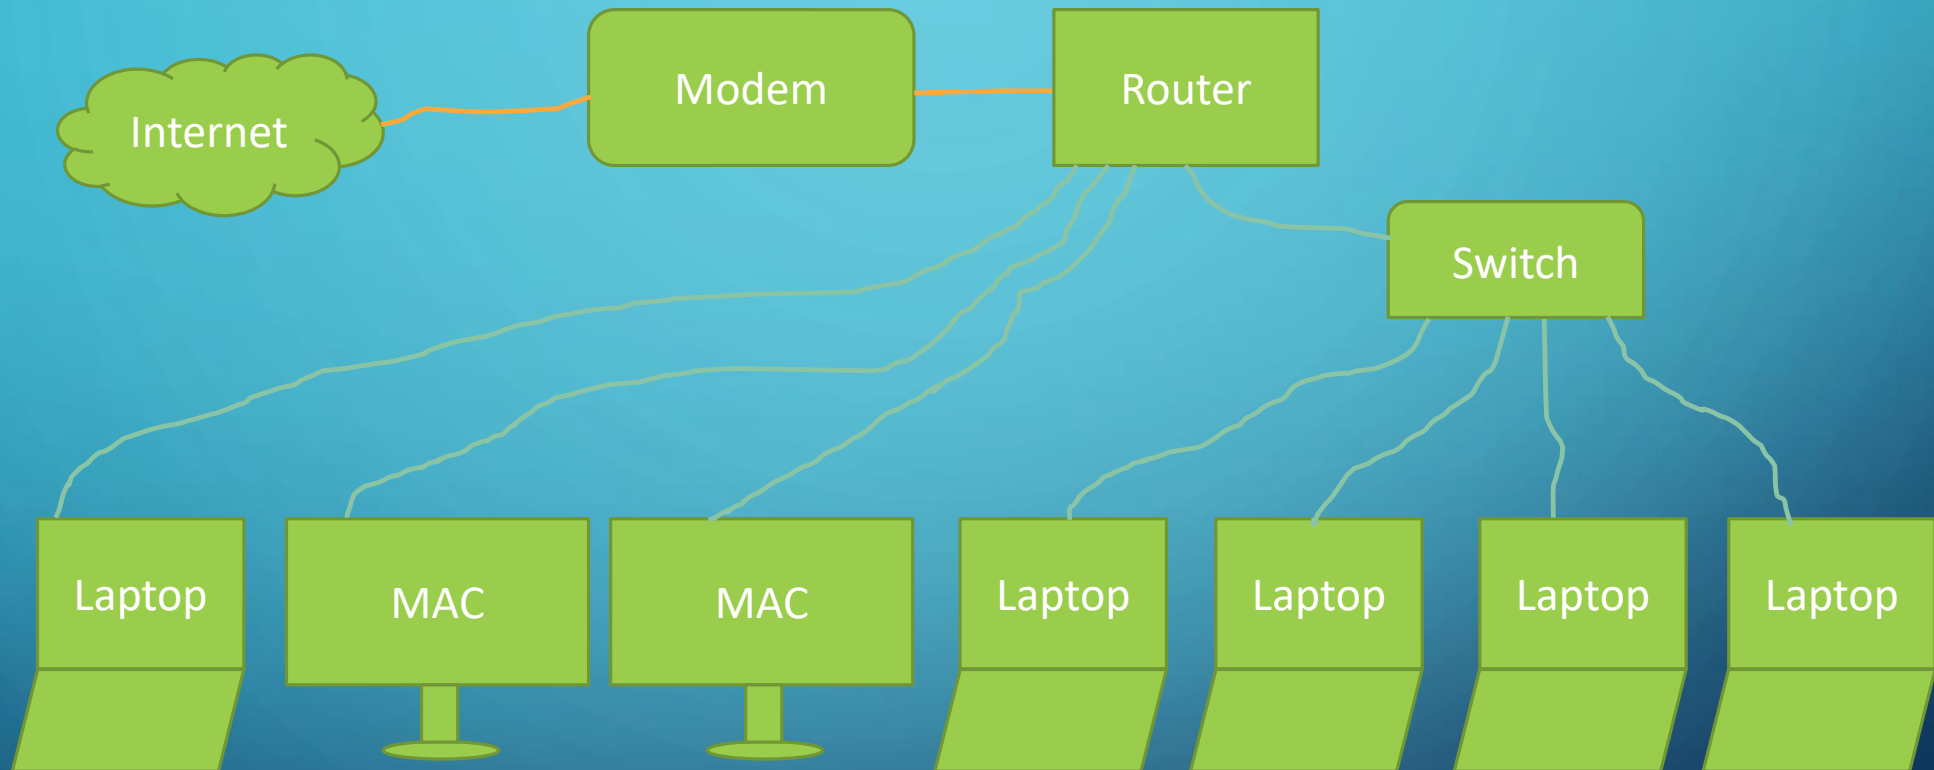 Internet
Modem
Router
Switch
Laptop
MAC
MAC
Laptop
Laptop
Laptop
Laptop